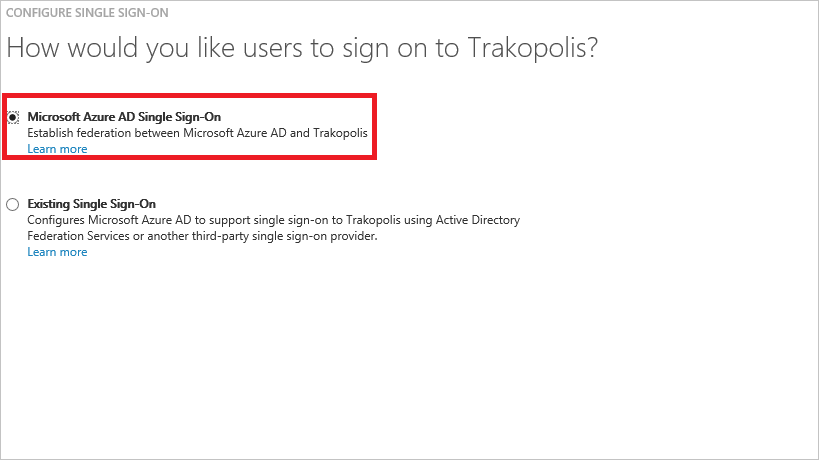 CONFIGURE SINGLE SIGN-ON
How would you like users to sign on to Trakopolis?
Microsoft Azure AD Single Sign-On
Establish federation between Microsoft Azure AD and Trakopolis
Learn more
Existing Single Sign-On
Configures Microsoft Azure AD to support single sign-on to Trakopolis using Active Directory
Federation Services or another third-party single sign-on provider.
Learn more